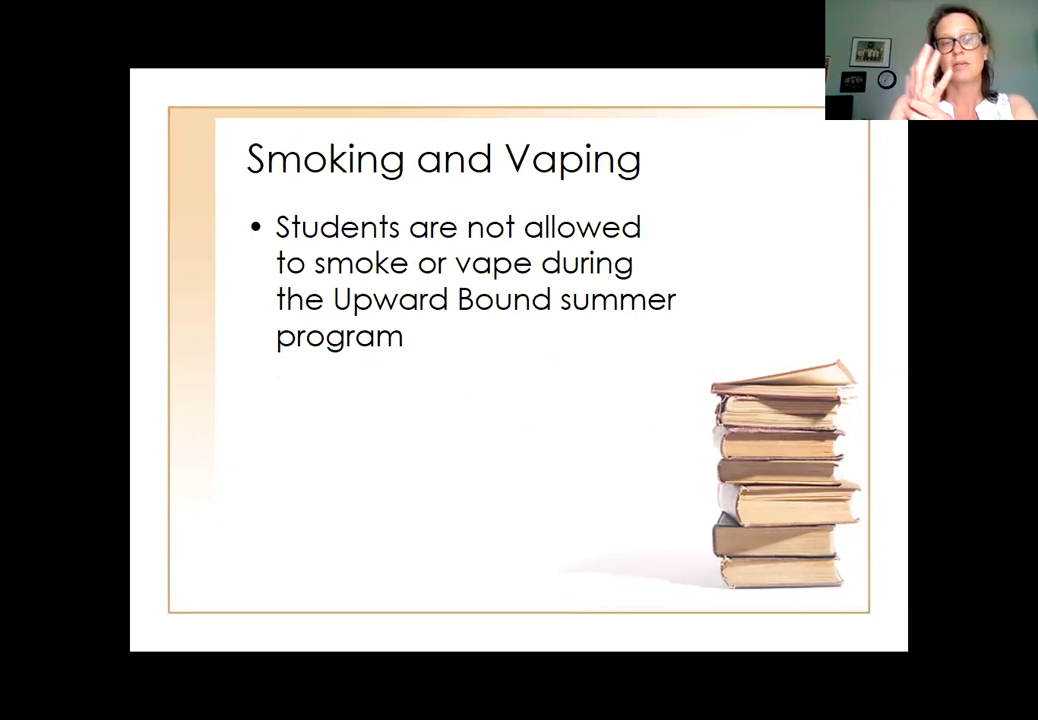 Smoking and Vaping
• Students are not allowed
to smoke or vape during
the Upward Bound summer
program